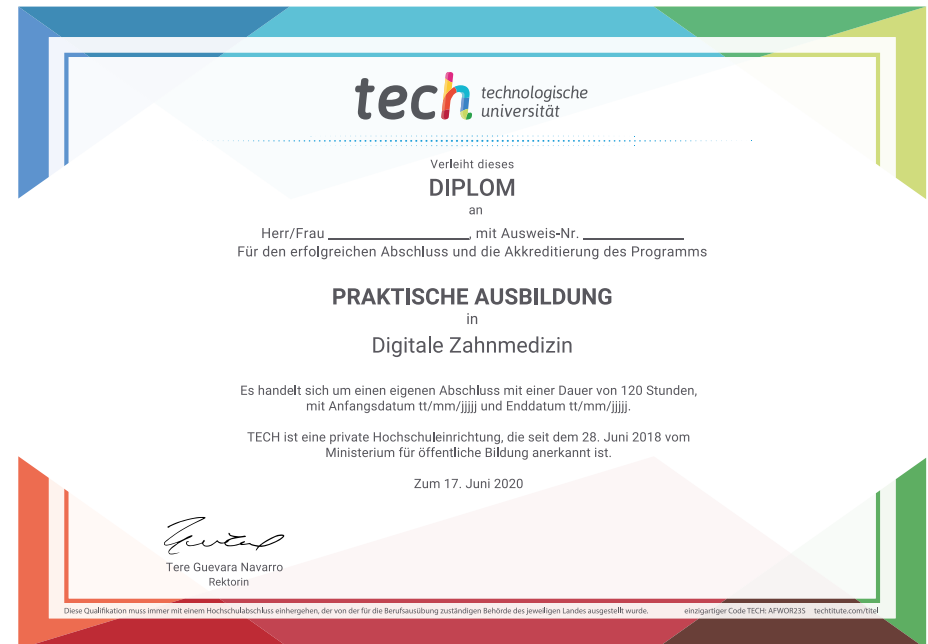 tech technologische
universität
Verleiht dieses
DIPLOM
an
Herr/Frau ____________________, mit Ausweis-Nr. ______________
Für den erfolgreichen Abschluss und die Akkreditierung des Programms
PRAKTISCHE AUSBILDUNG
in
Digitale Zahnmedizin
Es handelt sich um einen eigenen Abschluss mit einer Dauer von 120 Stunden,
mit Anfangsdatum tt/mm/jjjjj und Enddatum tt/mm/jjjjj.
TECH ist eine private Hochschuleinrichtung, die seit dem 28. Juni 2018 vom
Ministerium für öffentliche Bildung anerkannt ist.
Zum 17. Juni 2020
Tere Guevara Navarro
Rektorin
Diese Qualifikation muss immer mit einem Hochschulabschluss einhergehen, der von der für die Berufsausübung zuständigen Behörde des jeweiligen Landes ausgestellt wurde. einzigartiger Code TECH: AFWOR235 techtitute.com/titel